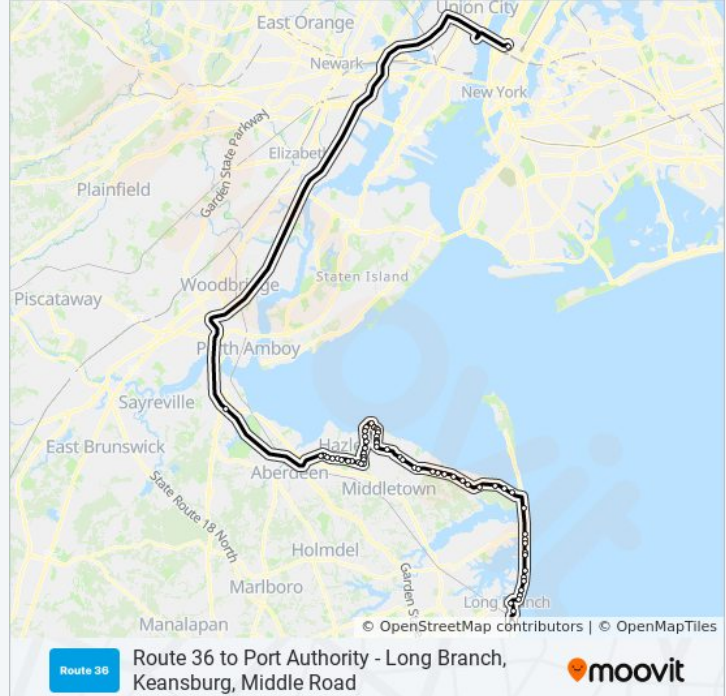 Union City
East Orange
Newark
New York
Garden State Parkway
Elizabeth
Plainfield
Staten Island
Woodbridge
Piscataway
Perth Amboy
Sayreville
East Brunswick
Hazlet
Aberdeen
Middletown
State Route 18 North
Holmdel
Garden S
Marlboro
Long Branch
Manalapan
© OpenStreetMap contributors | © OpenMapTiles
Route 36
Route 36 to Port Authority - Long Branch,
Keansburg, Middle Road
moovit